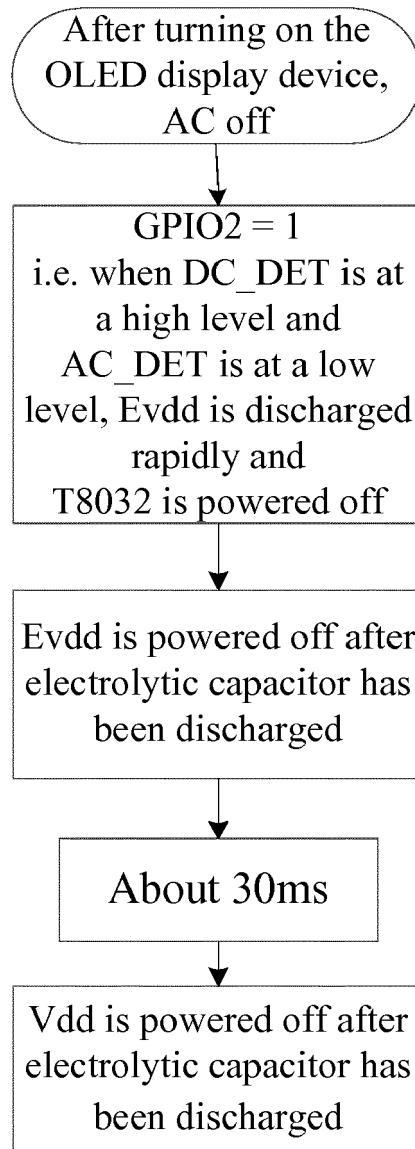 After turning on the
OLED display device,
AC off
GPIO2 = 1
i.e. when DC_DET is at
a high level and
AC_DET is at a low
level, Evdd is discharged
rapidly and
T8032 is powered off
Evdd is powered off after
electrolytic capacitor has
been discharged
About 30ms
Vdd is powered off after
electrolytic capacitor has
been discharged